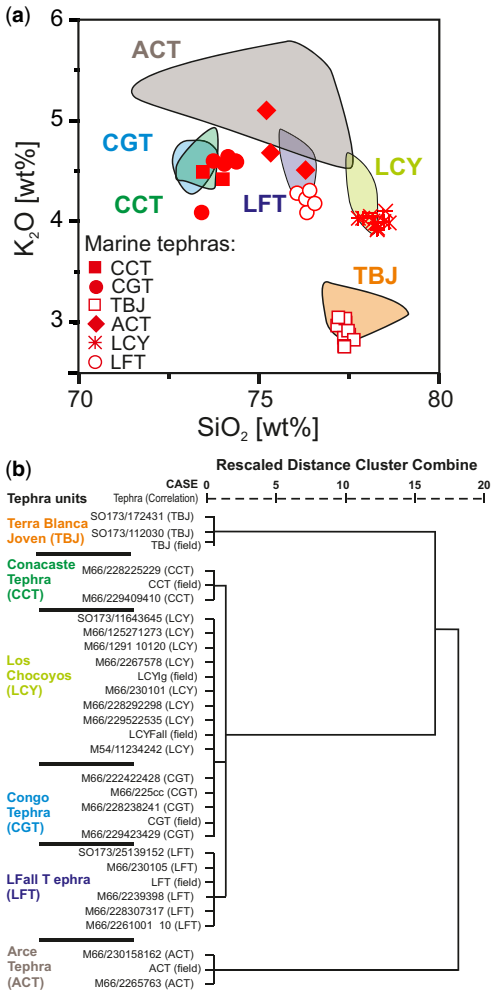 (a)
6
5
4
3
K2O [wt%]
ACT
CGT
CCT
LFT
LCY
TBJ
Marine tephras:
CCT
CGT
TBJ
ACT
LCY
LFT
70 75 80
SiO2 [wt%]
(b)
Rescaled Distance Cluster Combine
CASE 0 5 10 15 20
Tephra units Tephra (Correlation)
Terra Blanca
Joven (TBJ)
SO173/172431 (TBJ)
SO173/112030 (TBJ)
TBJ (field)
Conacaste
Tephra
(CCT)
M66/228225229 (CCT)
CCT (field)
M66/229409410 (CCT)
Los
Chocoyos
(LCY)
SO173/11643645 (LCY)
M66/125271273 (LCY)
M66/1291 10120 (LCY)
M66/2267578 (LCY)
LCYIg (field)
M66/230101 (LCY)
M66/228292298 (LCY)
M66/229522535 (LCY)
LCYFall (field)
M54/11234242 (LCY)
Congo
Tephra
(CGT)
M66/222422428 (CGT)
M66/225cc (CGT)
M66/228238241 (CGT)
CGT (field)
M66/229423429 (CGT)
LFall T ephra
(LFT)
SO173/25139152 (LFT)
M66/230105 (LFT)
LFT (field)
M66/2239398 (LFT)
M66/228307317 (LFT)
M66/2261001 10 (LFT)
Arce
Tephra
(ACT)
M66/230158162 (ACT)
ACT (field)
M66/2265763 (ACT)